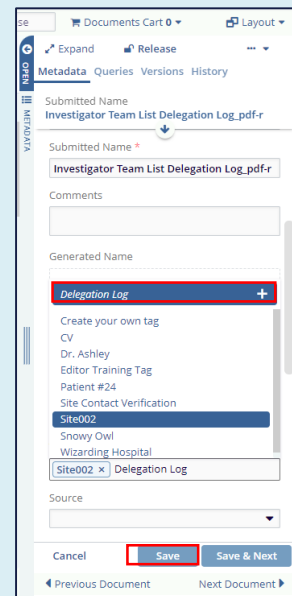 se
Documents Cart 0
Layout
Expand
Release
OPEN
Metadata Queries Versions History
METADATA
Submitted Name
Investigator Team List Delegation Log_pdf-r
Submitted Name *
Investigator Team List Delegation Log_pdf-r
Comments
Generated Name
Delegation Log +
Create your own tag
CV
Dr. Ashley
Editor Training Tag
Patient #24
Site Contact Verification
Site002
Snowy Owl
Wizarding Hospital
Site002 × Delegation Log
Source
Cancel Save Save & Next
Previous Document Next Document